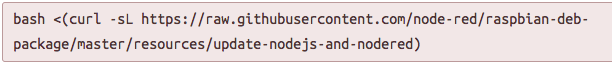 bash <(curl -sL https://raw.githubusercontent.com/node-red/raspbian-deb-
package/master/resources/update-nodejs-and-nodered)